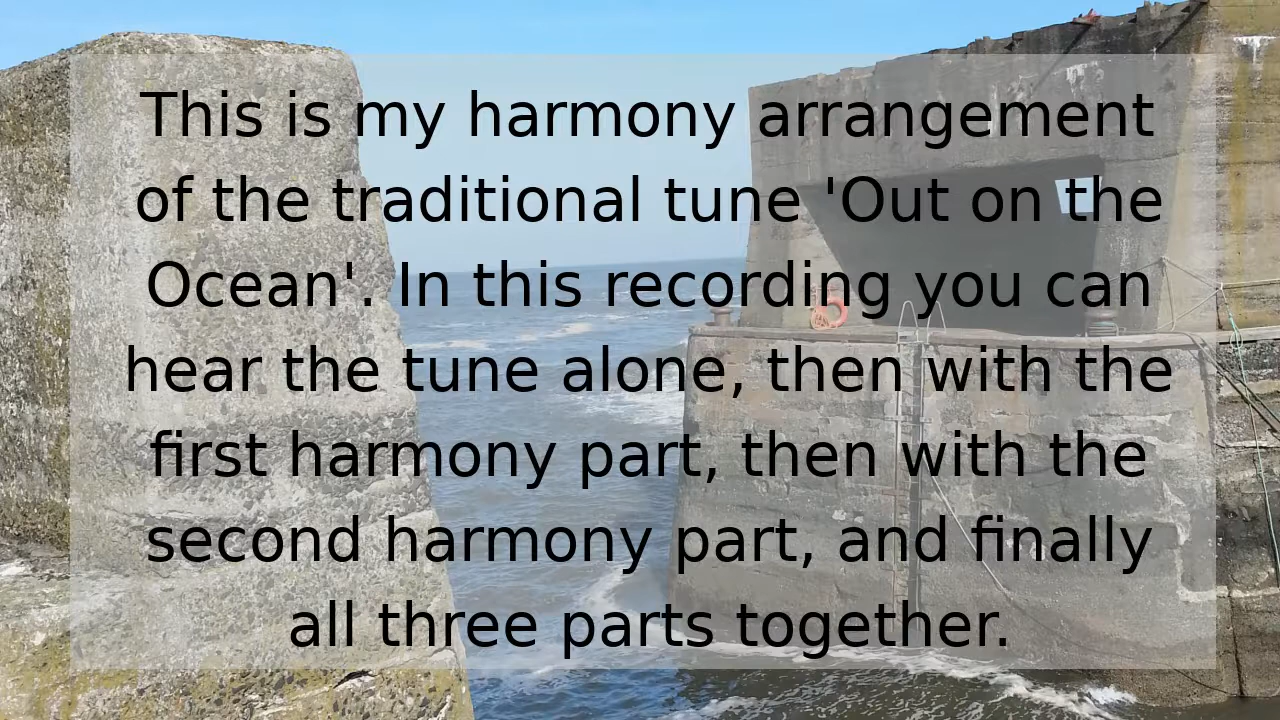 This is my harmony arrangement
of the traditional tune 'Out on the
Ocean'. In this recording you can
hear the tune alone, then with the
first harmony part, then with the
second harmony part, and finally
all three parts together.